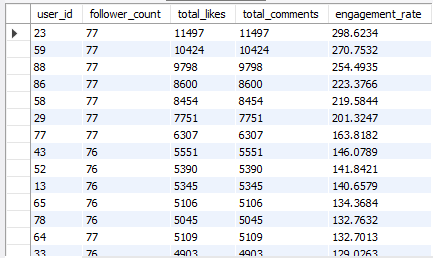 user_id follower_count total_likes total_comments engagement_rate
23 77 11497 11497 298.6234
59 77 10424 10424 270.7532
88 77 9798 9798 254.4935
86 77 8600 8600 223.3766
58 77 8454 8454 219.5844
29 77 7751 7751 201.3247
77 77 6307 6307 163.8182
43 76 5551 5551 146.0789
52 76 5390 5390 141.8421
13 76 5345 5345 140.6579
65 76 5106 5106 134.3684
78 76 5045 5045 132.7632
64 77 5109 5109 132.7013
33 76 4903 4903 129.0263